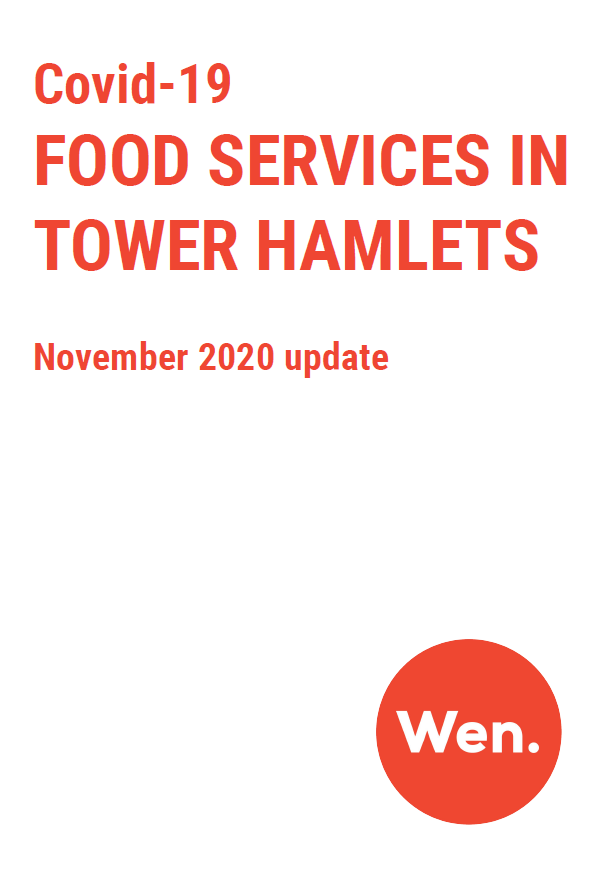 Covid-19
FOOD SERVICES IN
TOWER HAMLETS
November 2020 update
Wen.